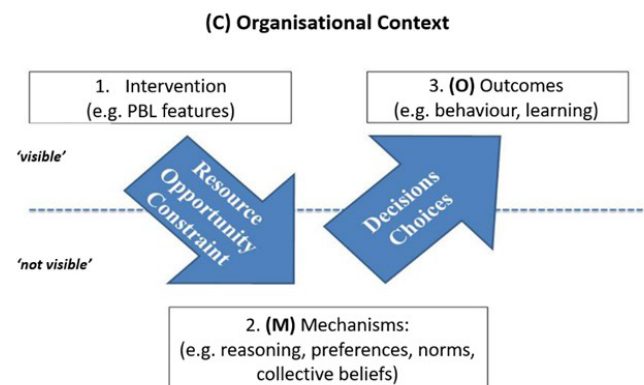 (C) Organisational Context
1. Intervention
(e.g. PBL features)
3. (O) Outcomes
(e.g. behaviour, learning)
'visible'
Resource
Opportunity
Constraint
Decisions
Choices
'not visible'
2. (M) Mechanisms:
(e.g. reasoning, preferences, norms,
collective beliefs)